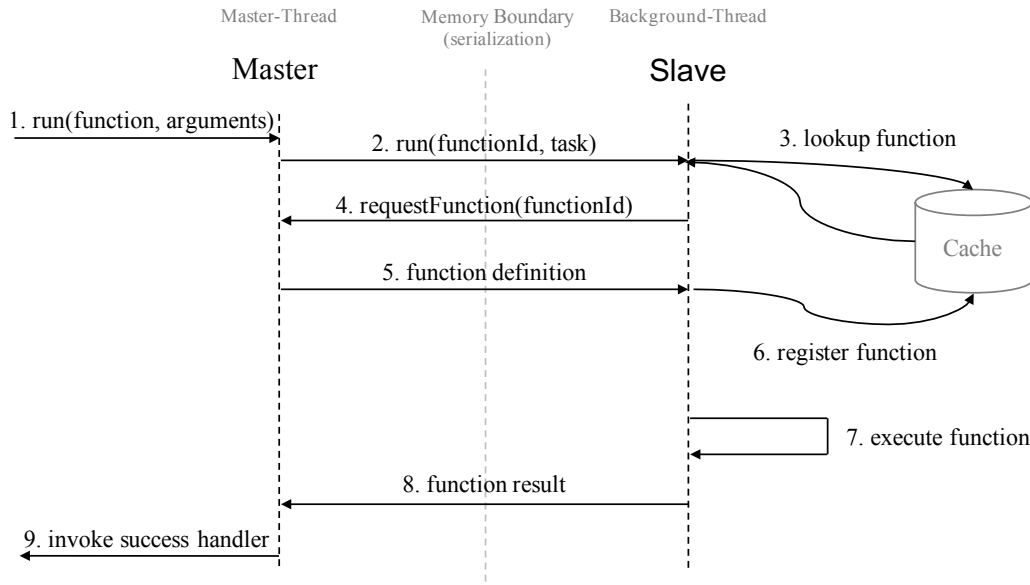 Master-Thread
Memory Boundary
(serialization)
Background-Thread
Master
Slave
1. run(function, arguments)
2. run(functionId, task)
3. lookup function
4. requestFunction(functionId)
Cache
5. function definition
6. register function
7. execute function
8. function result
9. invoke success handler